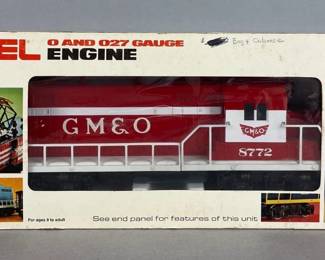 EL O AND O27 GAUGE
ENGINE
GM&O
GM&O
8772
For ages 8 to adult
See end panel for features of this unit